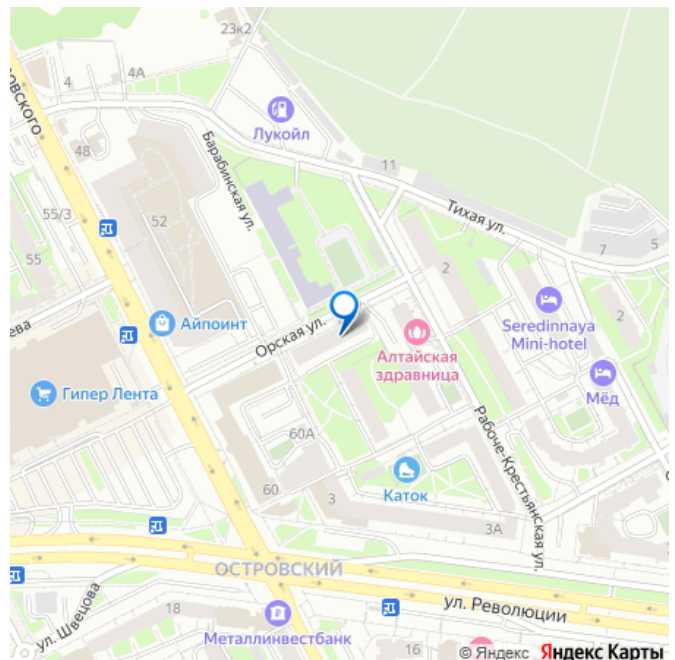 23к2
4
4А
Лукойл
ОВСКОГО
48
Барабинская ул.
11
Тихая ул.
55/3
52
7
5
55
2
Айпоинт
Орская ул.
Seredinnaya
Mini-hotel
2
ева
Алтайская
здравница
Гипер Лента
Мёд
Рабоче-Крестьянская ул.
60А
Каток
60
3
3А
ОСТРОВСКИЙ
ул. Швецова
18
ул. Революции
Металлинвестбанк
16
© Яндекс Яндекс Карты